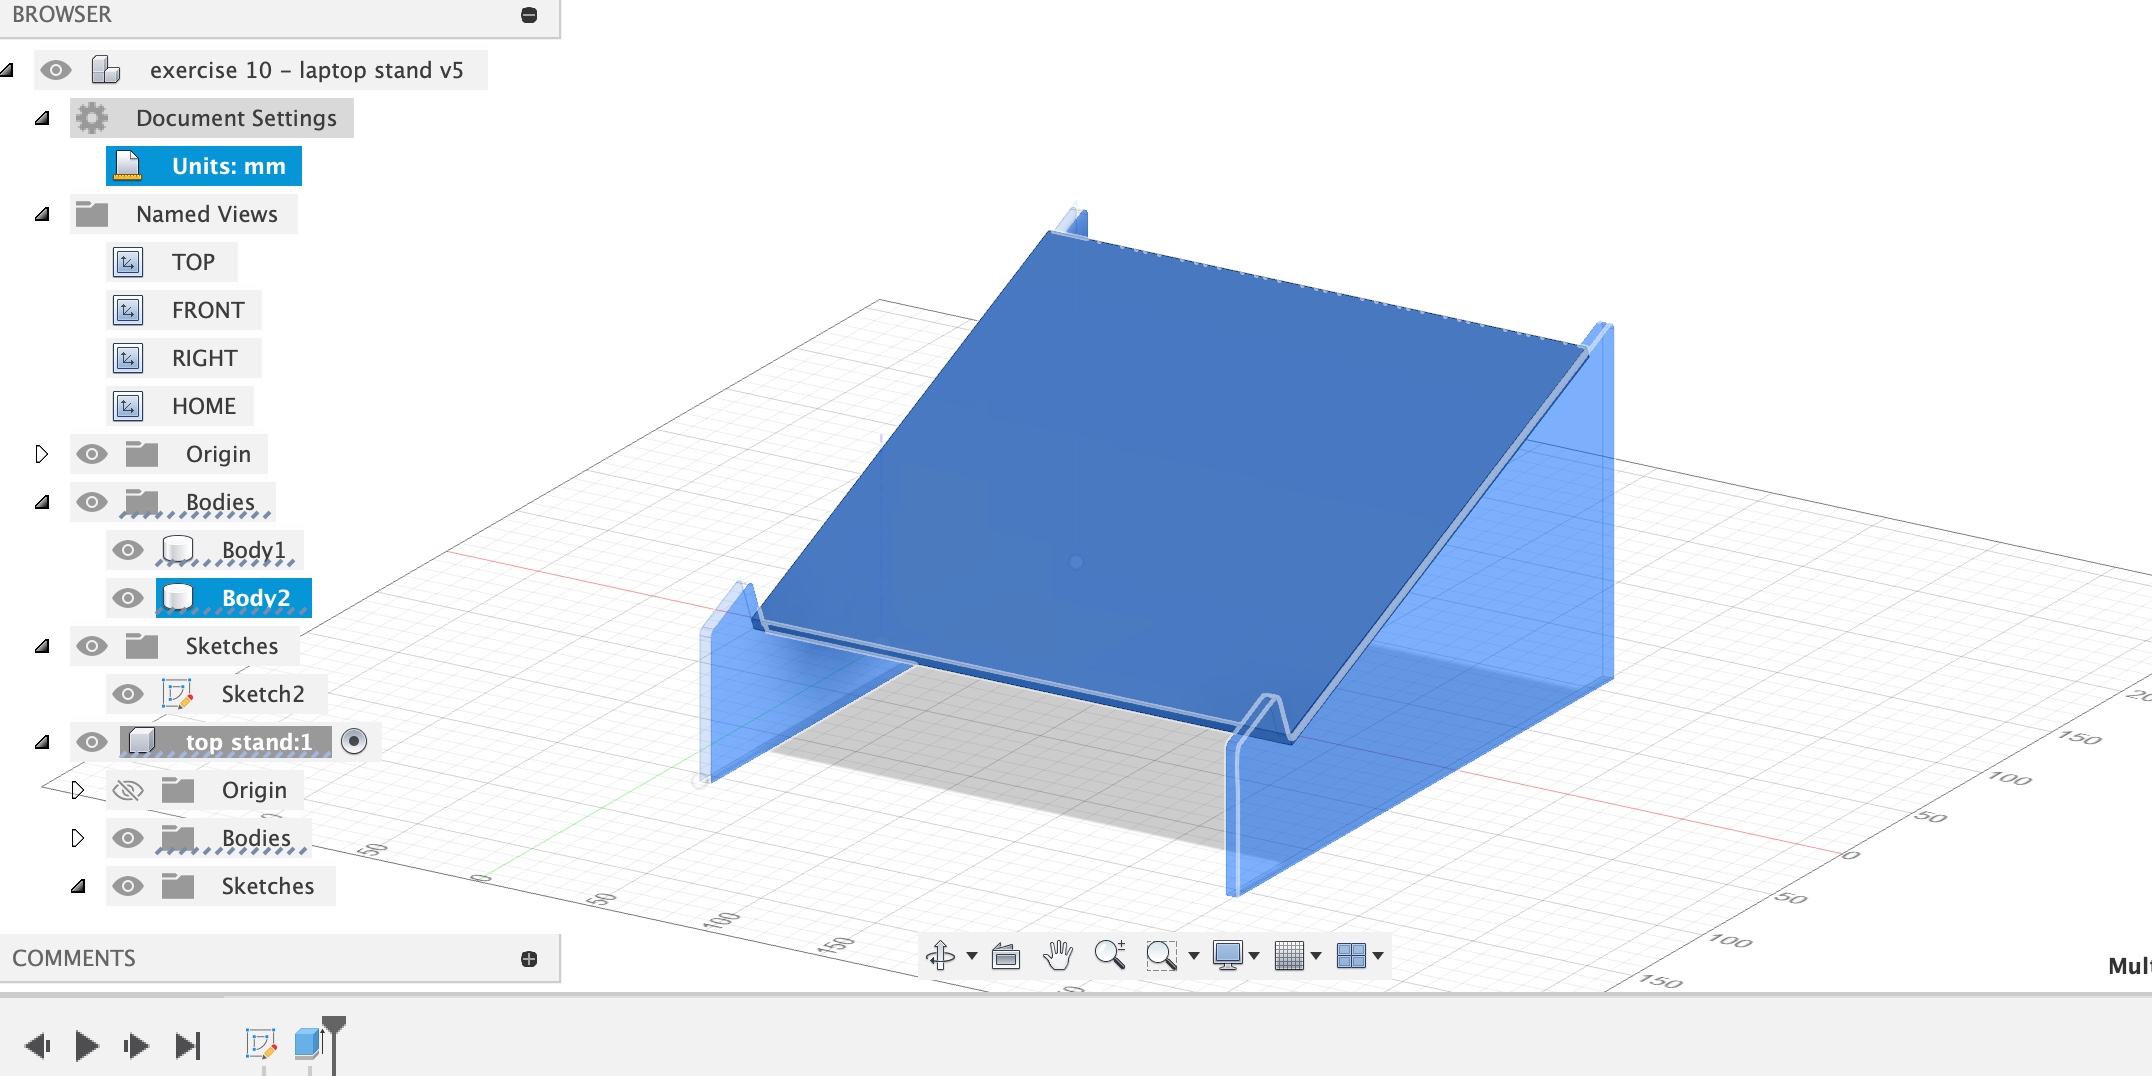 BROWSER
exercise 10 – laptop stand v5
Document Settings
Units: mm
Named Views
TOP
FRONT
RIGHT
HOME
Origin
Bodies
Body1
Body2
Sketches
Sketch2
top stand:1
Origin
Bodies
Sketches
50
0
50
100
150
150
100
50
0
50
100
150
COMMENTS